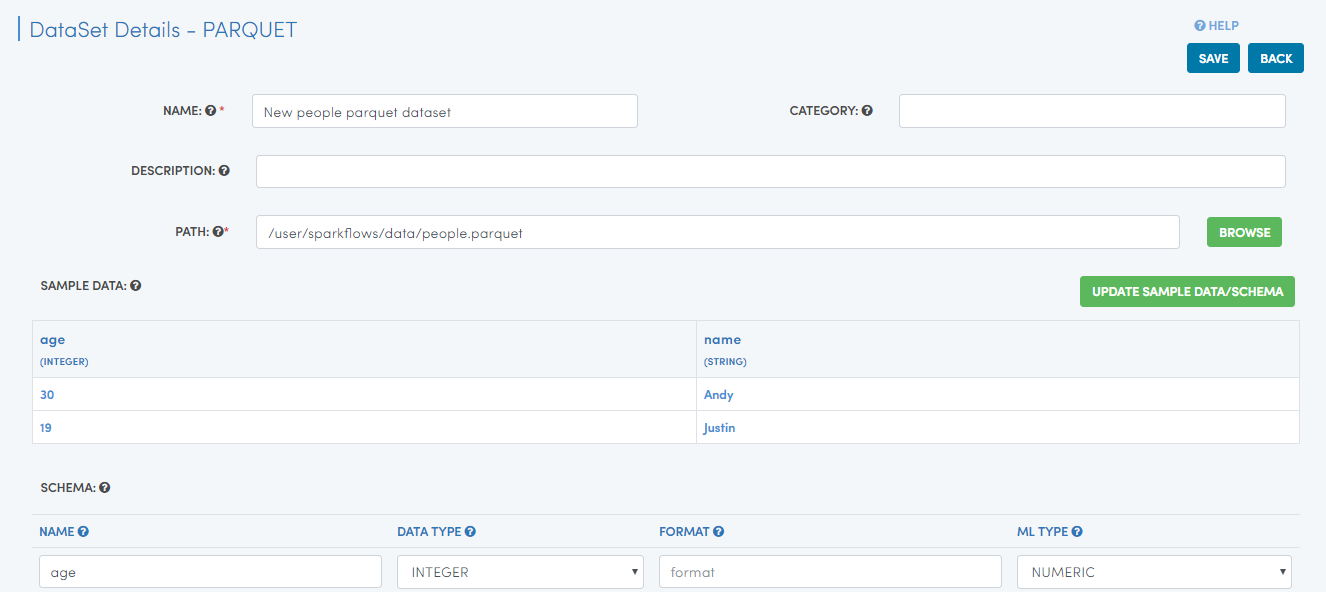 DataSet Details - PARQUET
HELP
SAVE BACK
NAME: * New people parquet dataset CATEGORY:
DESCRIPTION:
PATH: * /user/sparkflows/data/people.parquet BROWSE
SAMPLE DATA: UPDATE SAMPLE DATA/SCHEMA
age name
(INTEGER) (STRING)
30 Andy
19 Justin
SCHEMA:
NAME DATA TYPE FORMAT ML TYPE
age INTEGER format NUMERIC